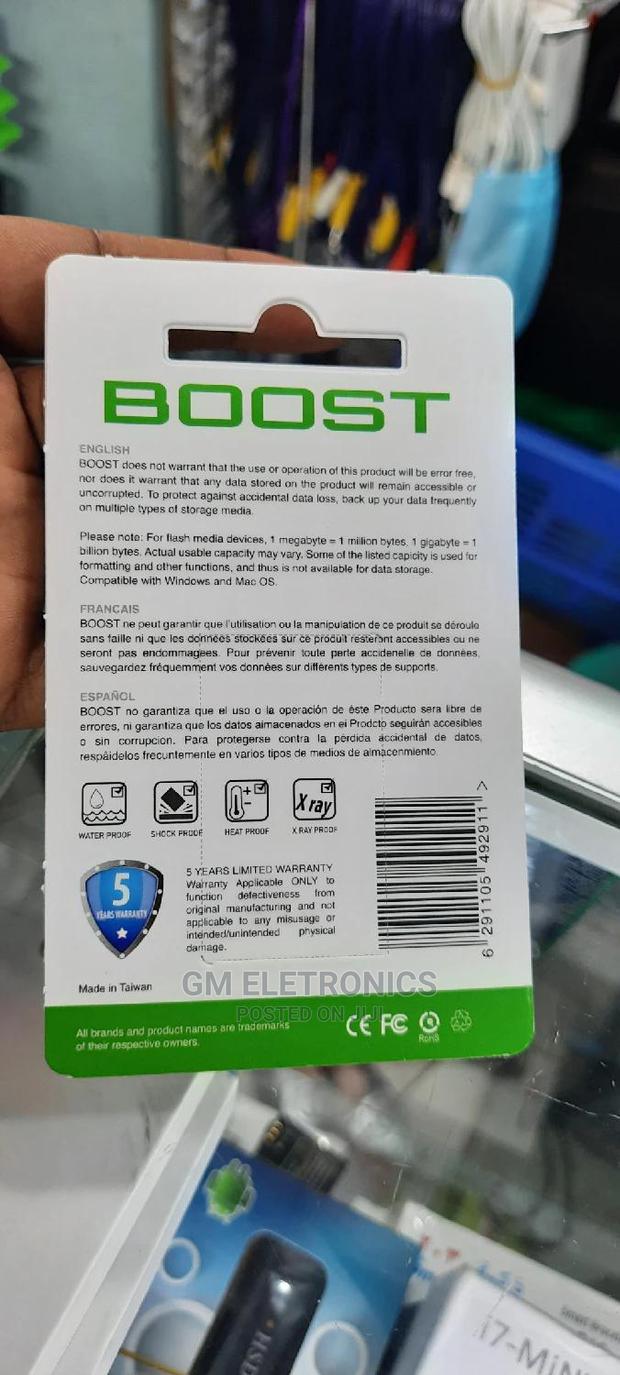 BOOST
ENGLISH
BOOST does not warrant that the use or operation of this product will be error free,
nor does it warrant that any data stored on the product will remain accessible or
uncorrupted. To protect against accidental data loss, back up your data frequently
on multiple types of storage media.
Please note: For flash media devices, 1 megabyte = 1 million bytes, 1 gigabyte = 1
billion bytes. Actual usable capacity may vary. Some of the listed capicity is used for
formatting and other functions, and thus is not available for data storage.
Compatible with Windows and Mac OS.
FRANCAIS
BOOST ne peut garantir que l'utilisation ou la manipulation de ce produit se déroule
sans faille ni que les données stockées sur ce produit resteront accessibles ou ne
seront pas endommagees. Pour prévenir toute perte accidenelle de données,
sauvegardez fréquemment vos données sur différents types de supports.
ESPAÑOL
BOOST no garantiza que el uso o la operación de éste Producto sera libre de
errores, ni garantiza que los datos almacenados en ei Prodcto seguirán accesibles
o sin corrupcion. Para protegerse contra la pérdida áccidental de datos,
respáidelos frecuntemente en varios tipos de medios de almacenmiento.
WATER PROOF SHOCK PROOF HEAT PROOF X RAY PROOF
X ray
5
YEARS WARRANTY
5 YEARS LIMITED WARRANTY
Warranty Applicable ONLY to
function defectiveness from
original manufacturing and not
applicable to any misusage or
intended/unintended physical
damage.
6 291105 492911 >
Made in Taiwan
GM ELETRONICS
POSTED ON JIJI
All brands and product names are trademarks
of their respective owners.
CE FC RoHS
i7-MiN